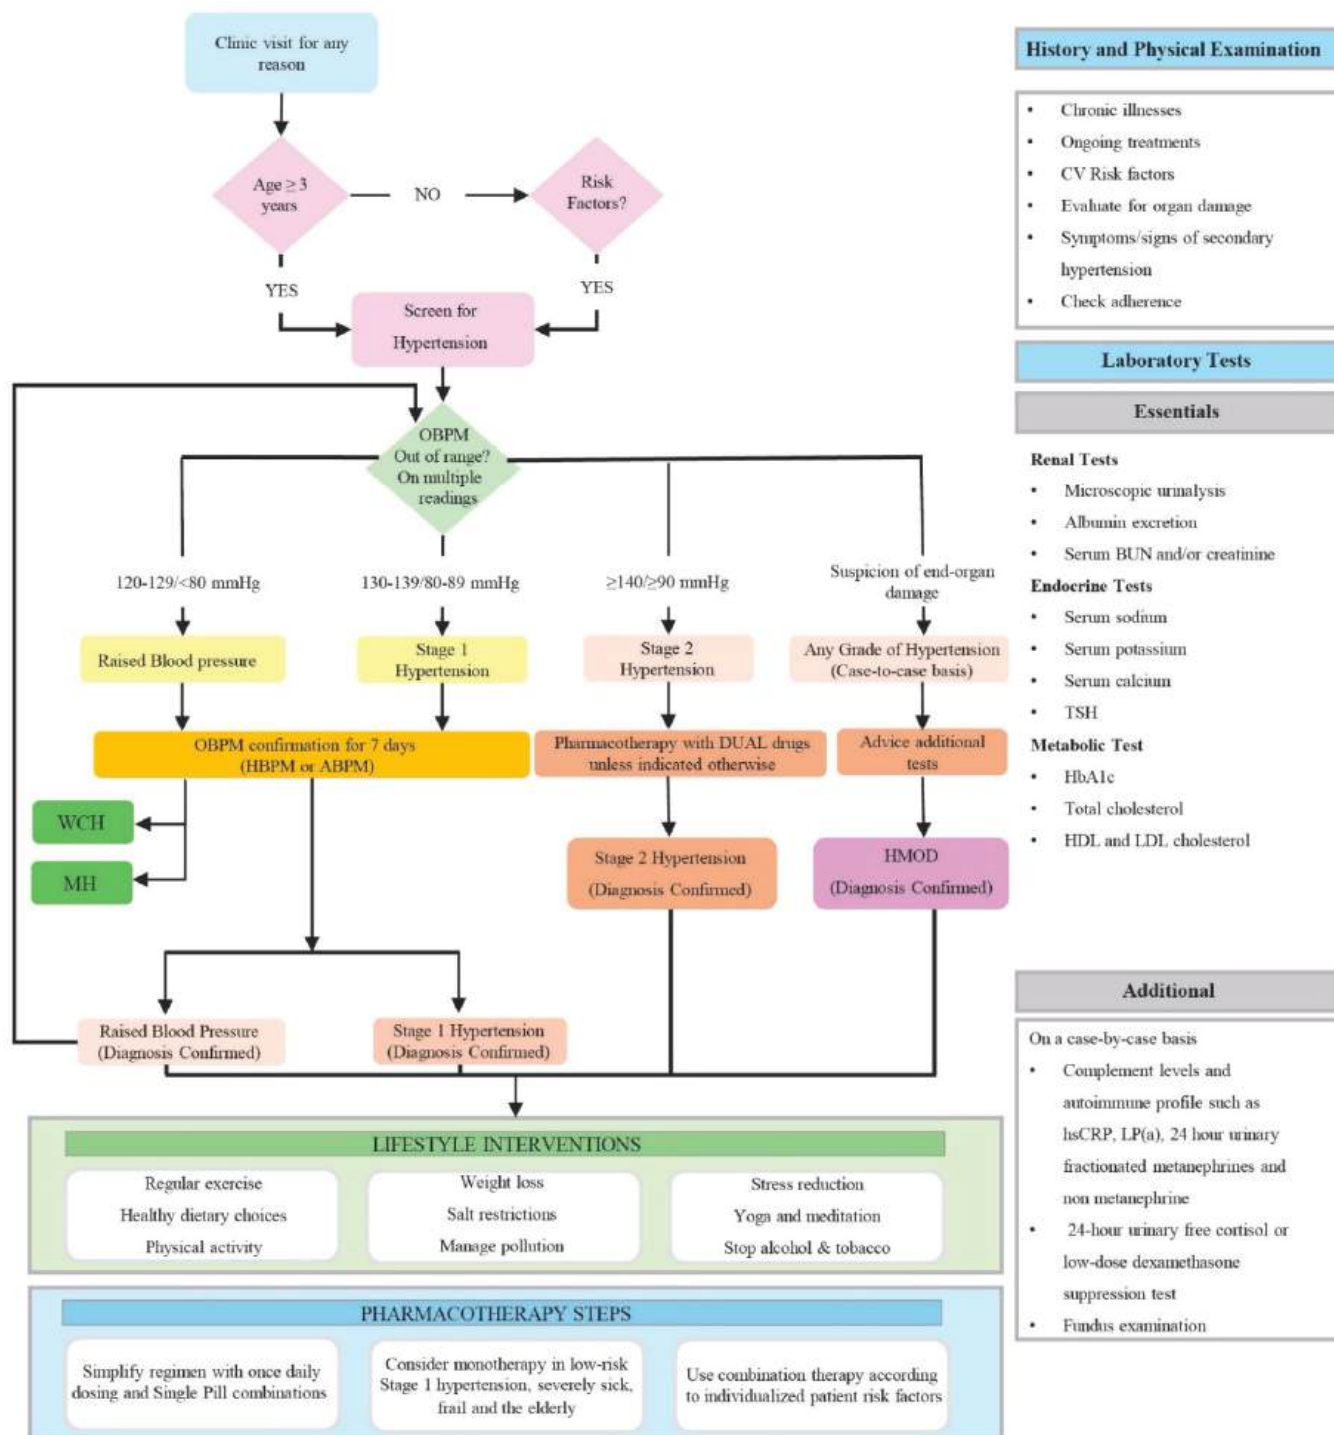 Clinic visit for any
reason
Age ≥ 3
years
NO
Risk
Factors?
YES
YES
Screen for
Hypertension
OBPM
Out of range?
On multiple
readings
120-129/<80 mmHg
130-139/80-89 mmHg
≥140/≥90 mmHg
Suspicion of end-organ
damage
Raised Blood pressure
Stage 1
Hypertension
Stage 2
Hypertension
Any Grade of Hypertension
(Case-to-case basis)
OBPM confirmation for 7 days
(HBPM or ABPM)
Pharmacotherapy with DUAL drugs
unless indicated otherwise
Advice additional
tests
WCH
MH
Stage 2 Hypertension
(Diagnosis Confirmed)
HMOD
(Diagnosis Confirmed)
Raised Blood Pressure
(Diagnosis Confirmed)
Stage 1 Hypertension
(Diagnosis Confirmed)
LIFESTYLE INTERVENTIONS
Regular exercise
Healthy dietary choices
Physical activity
Weight loss
Salt restrictions
Manage pollution
Stress reduction
Yoga and meditation
Stop alcohol & tobacco
PHARMACOTHERAPY STEPS
Simplify regimen with once daily
dosing and Single Pill combinations
Consider monotherapy in low-risk
Stage 1 hypertension, severely sick,
frail and the elderly
Use combination therapy according
to individualized patient risk factors
History and Physical Examination
• Chronic illnesses
• Ongoing treatments
• CV Risk factors
• Evaluate for organ damage
• Symptoms/signs of secondary
hypertension
• Check adherence
Laboratory Tests
Essentials
Renal Tests
• Microscopic urinalysis
• Albumin excretion
• Serum BUN and/or creatinine
Endocrine Tests
• Serum sodium
• Serum potassium
• Serum calcium
• TSH
Metabolic Test
• HbA1c
• Total cholesterol
• HDL and LDL cholesterol
Additional
On a case-by-case basis
• Complement levels and
autoimmune profile such as
hsCRP, LP(a), 24 hour urinary
fractionated metanephrines and
non metanephrine
• 24-hour urinary free cortisol or
low-dose dexamethasone
suppression test
• Fundus examination